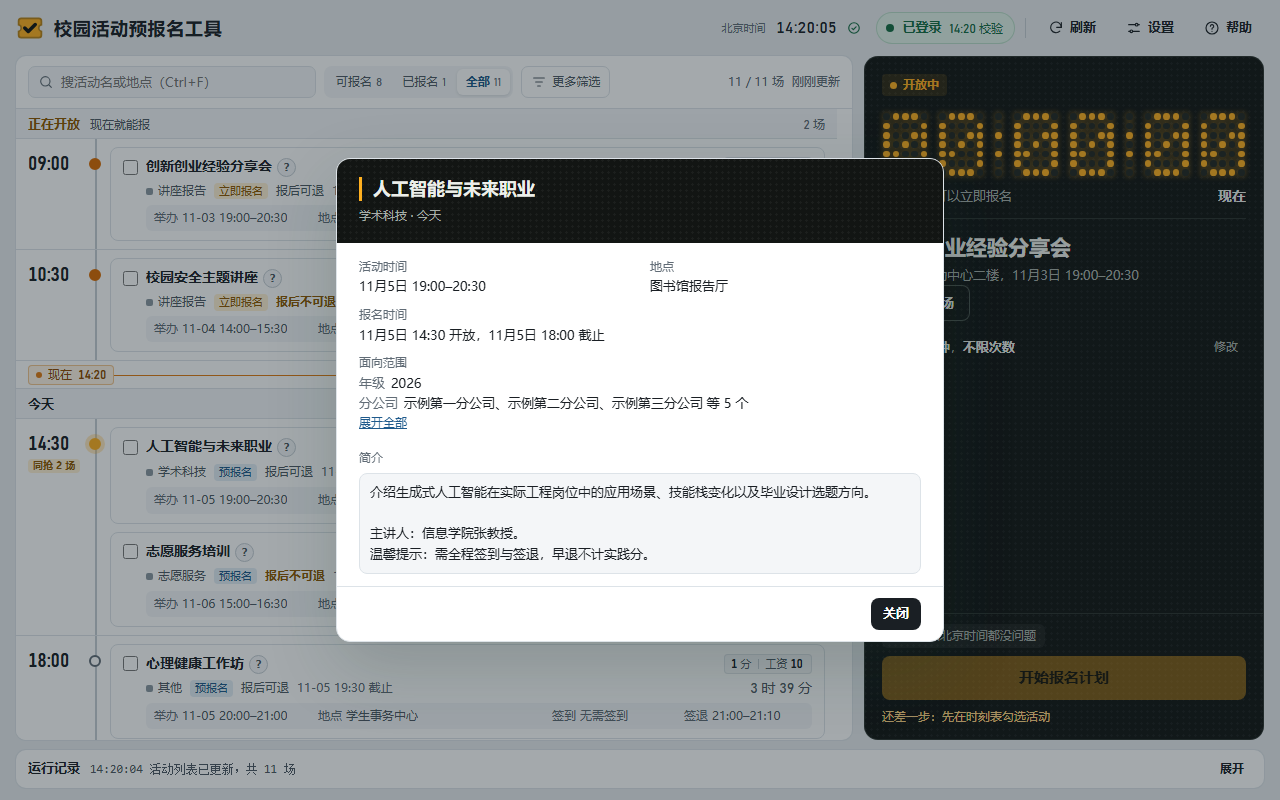 校园活动预报名工具
北京时间 14:20:05
已登录 14:20 校验
刷新
设置
帮助
搜活动名或地点（Ctrl+F）
可报名 8
已报名 1
全部 11
更多筛选
11 / 11 场 刚刚更新
正在开放 现在就能报
2 场
09:00
创新创业经验分享会 ?
讲座报告 立即报名 报后可退
举办 11-03 19:00–20:30
10:30
校园安全主题讲座 ?
讲座报告 立即报名 报后不可退
举办 11-04 14:00–15:30
现在 14:20
今天
14:30
同抢 2 场
人工智能与未来职业 ?
学术科技 预报名 报后可退 11
举办 11-05 19:00–20:30
志愿服务培训 ?
志愿服务 预报名 报后不可退
举办 11-06 15:00–16:30
18:00
心理健康工作坊 ?
1 分 工资 10
其他 预报名 报后可退 11-05 19:30 截止
3 时 39 分
举办 11-05 20:00–21:00 地点 学生事务中心 签到 无需签到 签退 21:00–21:10
人工智能与未来职业
学术科技 · 今天
活动时间
11月5日 19:00–20:30
地点
图书馆报告厅
报名时间
11月5日 14:30 开放，11月5日 18:00 截止
面向范围
年级 2026
分公司 示例第一分公司、示例第二分公司、示例第三分公司 等 5 个
展开全部
简介
介绍生成式人工智能在实际工程岗位中的应用场景、技能栈变化以及毕业设计选题方向。
主讲人：信息学院张教授。
温馨提示：需全程签到与签退，早退不计实践分。
关闭
开放中
00:00:00
以立即报名
现在
业经验分享会
中心二楼，11月3日 19:00–20:30
场
不限次数
修改
北京时间都没问题
开始报名计划
还差一步：先在时刻表勾选活动
运行记录 14:20:04 活动列表已更新，共 11 场
展开